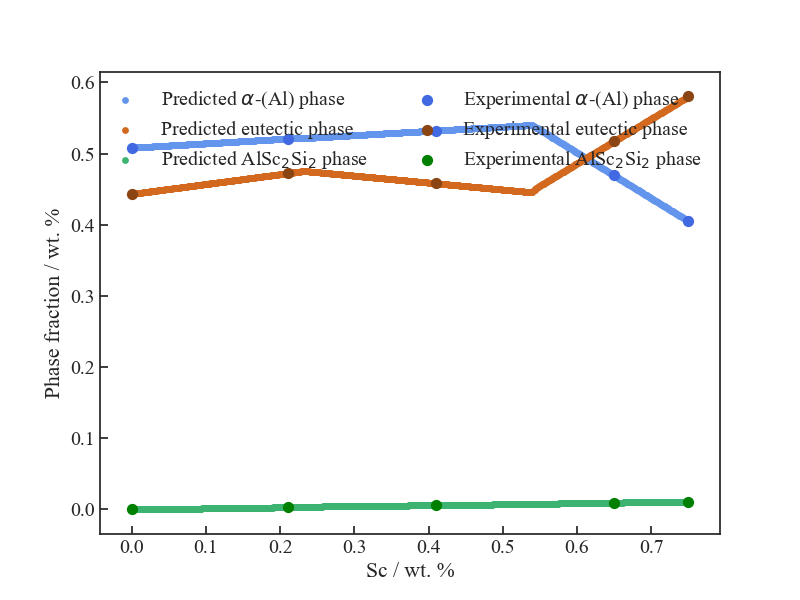 0.6
0.5
0.4
0.3
0.2
0.1
0.0
Phase fraction / wt. %
Predicted α-(Al) phase
Predicted eutectic phase
Predicted AlSc₂Si₂ phase
Experimental α-(Al) phase
Experimental eutectic phase
Experimental AlSc₂Si₂ phase
0.0 0.1 0.2 0.3 0.4 0.5 0.6 0.7
Sc / wt. %